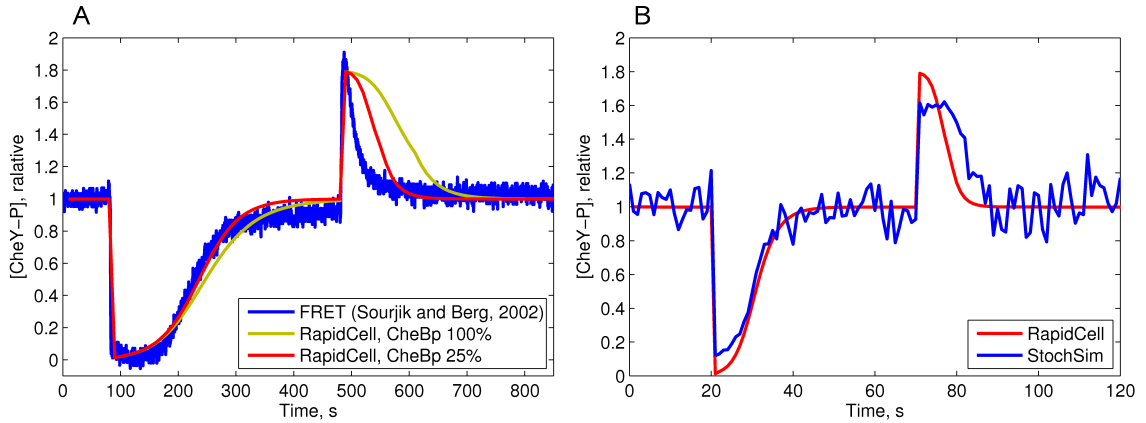 A
2
1.8
1.6
1.4
1.2
1
0.8
0.6
0.4
0.2
0
[CheY−P], ralative
0 100 200 300 400 500 600 700 800
Time, s
FRET (Sourjik and Berg, 2002)
RapidCell, CheBp 100%
RapidCell, CheBp 25%
B
2
1.8
1.6
1.4
1.2
1
0.8
0.6
0.4
0.2
0
[CheY−P], ralative
0 20 40 60 80 100 120
Time, s
RapidCell
StochSim